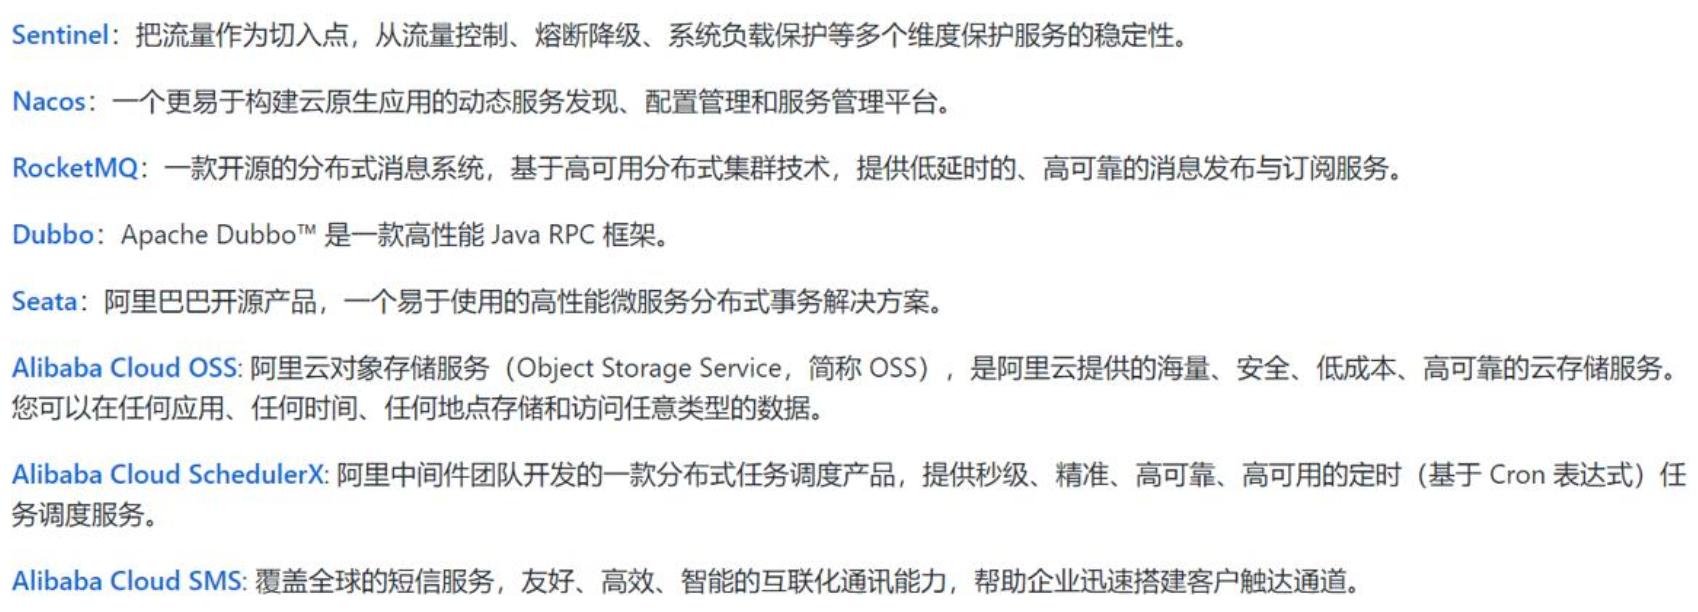 Sentinel：把流量作为切入点，从流量控制、熔断降级、系统负载保护等多个维度保护服务的稳定性。
Nacos：一个更易于构建云原生应用的动态服务发现、配置管理和服务管理平台。
RocketMQ：一款开源的分布式消息系统，基于高可用分布式集群技术，提供低延时的、高可靠的消息发布与订阅服务。
Dubbo：Apache Dubbo™ 是一款高性能 Java RPC 框架。
Seata：阿里巴巴开源产品，一个易于使用的高性能微服务分布式事务解决方案。
Alibaba Cloud OSS: 阿里云对象存储服务（Object Storage Service，简称 OSS），是阿里云提供的海量、安全、低成本、高可靠的云存储服务。
您可以在任何应用、任何时间、任何地点存储和访问任意类型的数据。
Alibaba Cloud SchedulerX: 阿里中间件团队开发的一款分布式任务调度产品，提供秒级、精准、高可靠、高可用的定时（基于 Cron 表达式）任
务调度服务。
Alibaba Cloud SMS: 覆盖全球的短信服务，友好、高效、智能的互联化通讯能力，帮助企业迅速搭建客户触达通道。